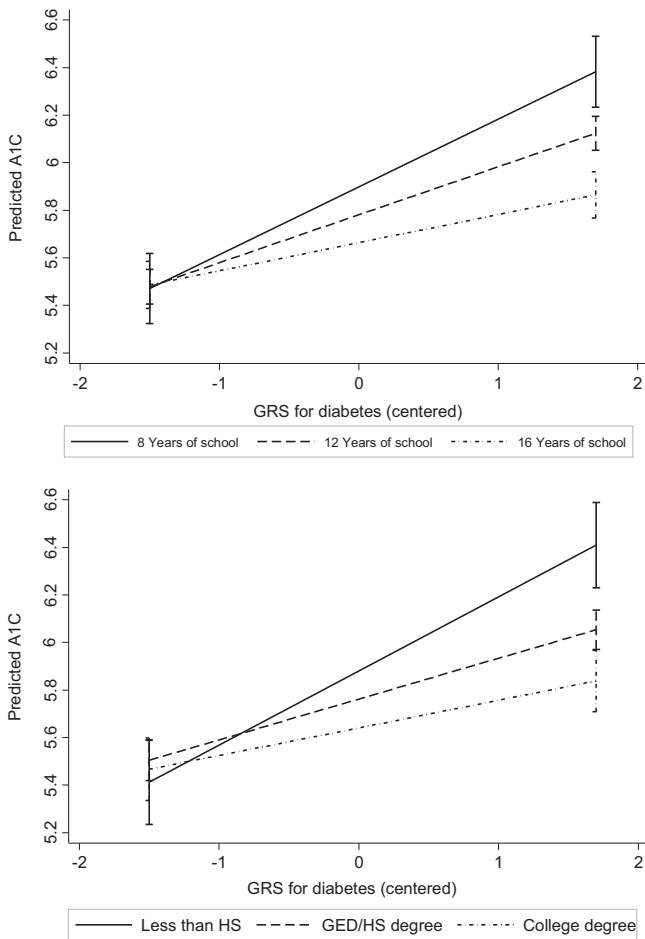 6.6
6.4
6.2
6
5.8
5.6
5.4
5.2
Predicted A1C
-2 -1 0 1 2
GRS for diabetes (centered)
8 Years of school 12 Years of school 16 Years of school
6.6
6.4
6.2
6
5.8
5.6
5.4
5.2
Predicted A1C
-2 -1 0 1 2
GRS for diabetes (centered)
Less than HS GED/HS degree College degree